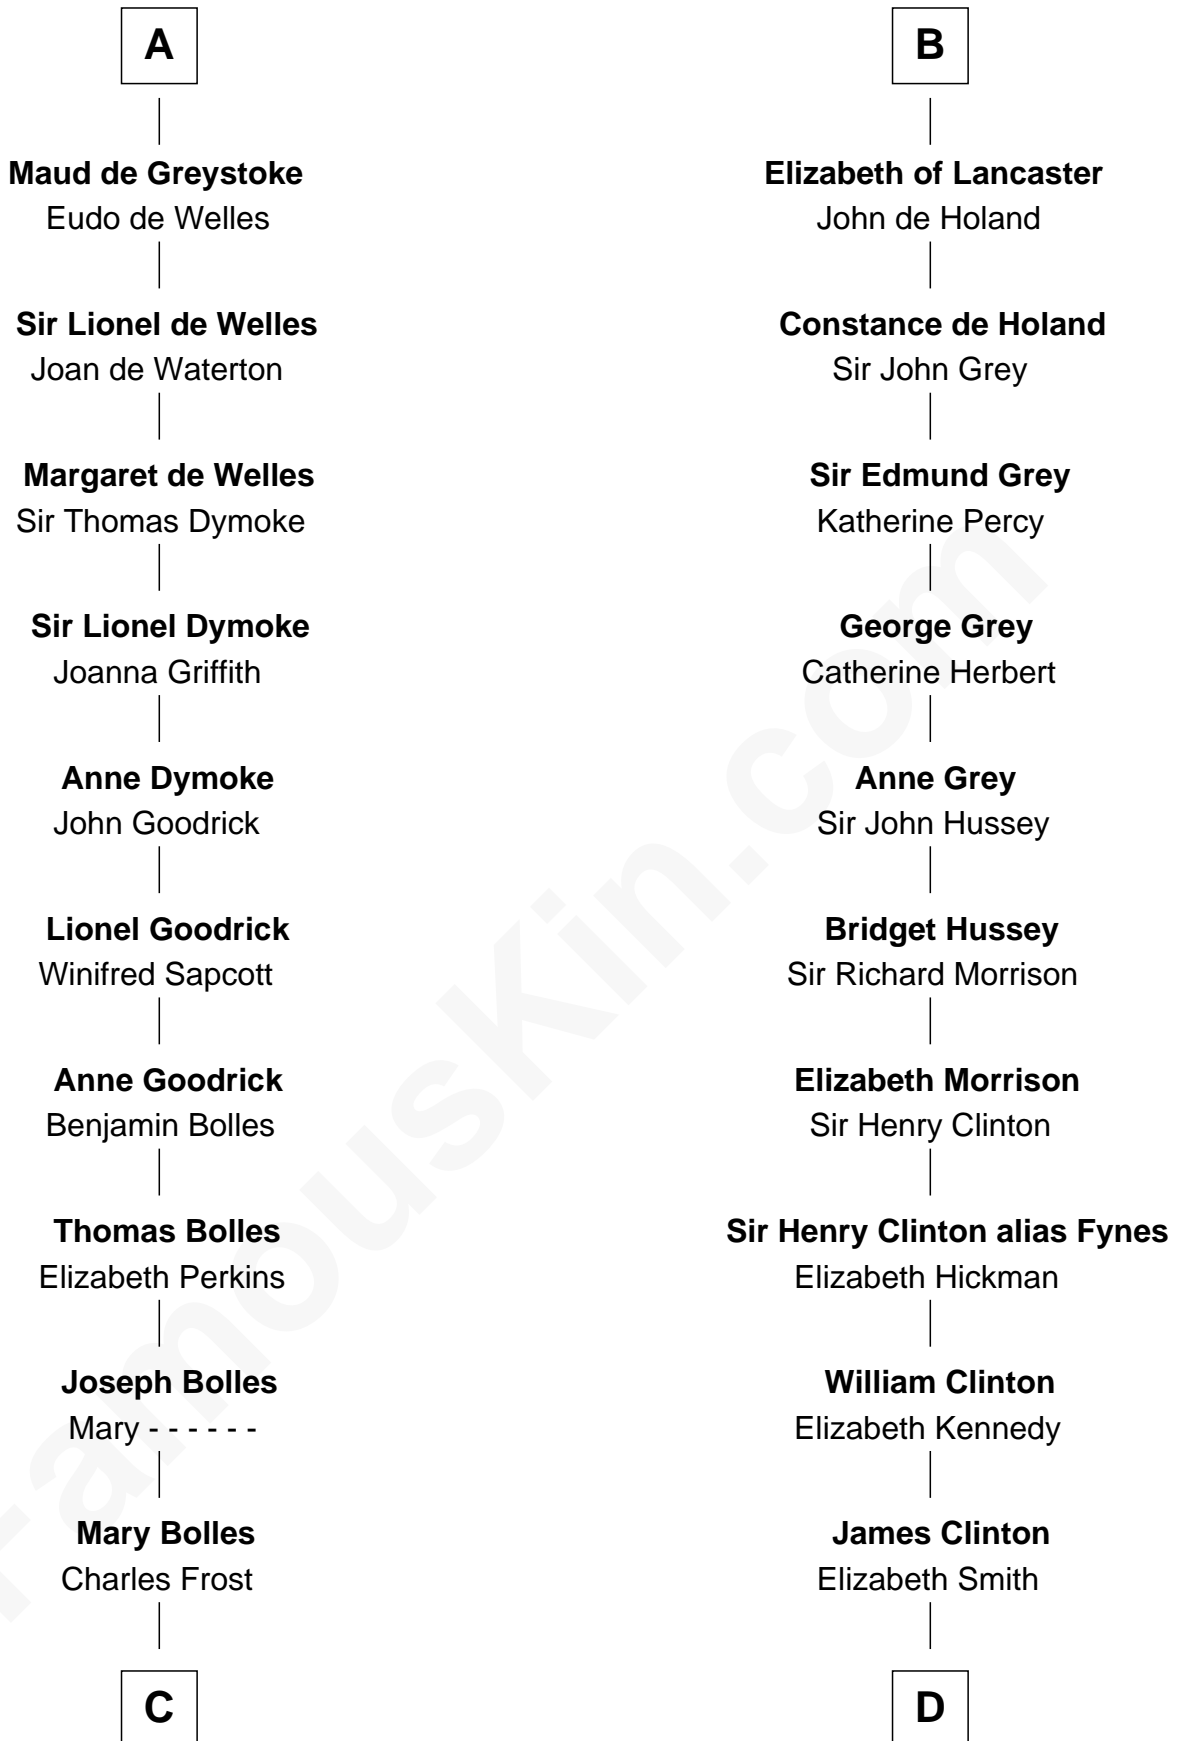 A
Maud de Greystoke
Eudo de Welles
Sir Lionel de Welles
Joan de Waterton
Margaret de Welles
Sir Thomas Dymoke
Sir Lionel Dymoke
Joanna Griffith
Anne Dymoke
John Goodrick
Lionel Goodrick
Winifred Sapcott
Anne Goodrick
Benjamin Bolles
Thomas Bolles
Elizabeth Perkins
Joseph Bolles
Mary - - - - - -
Mary Bolles
Charles Frost
C
B
Elizabeth of Lancaster
John de Holand
Constance de Holand
Sir John Grey
Sir Edmund Grey
Katherine Percy
George Grey
Catherine Herbert
Anne Grey
Sir John Hussey
Bridget Hussey
Sir Richard Morrison
Elizabeth Morrison
Sir Henry Clinton
Sir Henry Clinton alias Fynes
Elizabeth Hickman
William Clinton
Elizabeth Kennedy
James Clinton
Elizabeth Smith
D
FamousKin.com